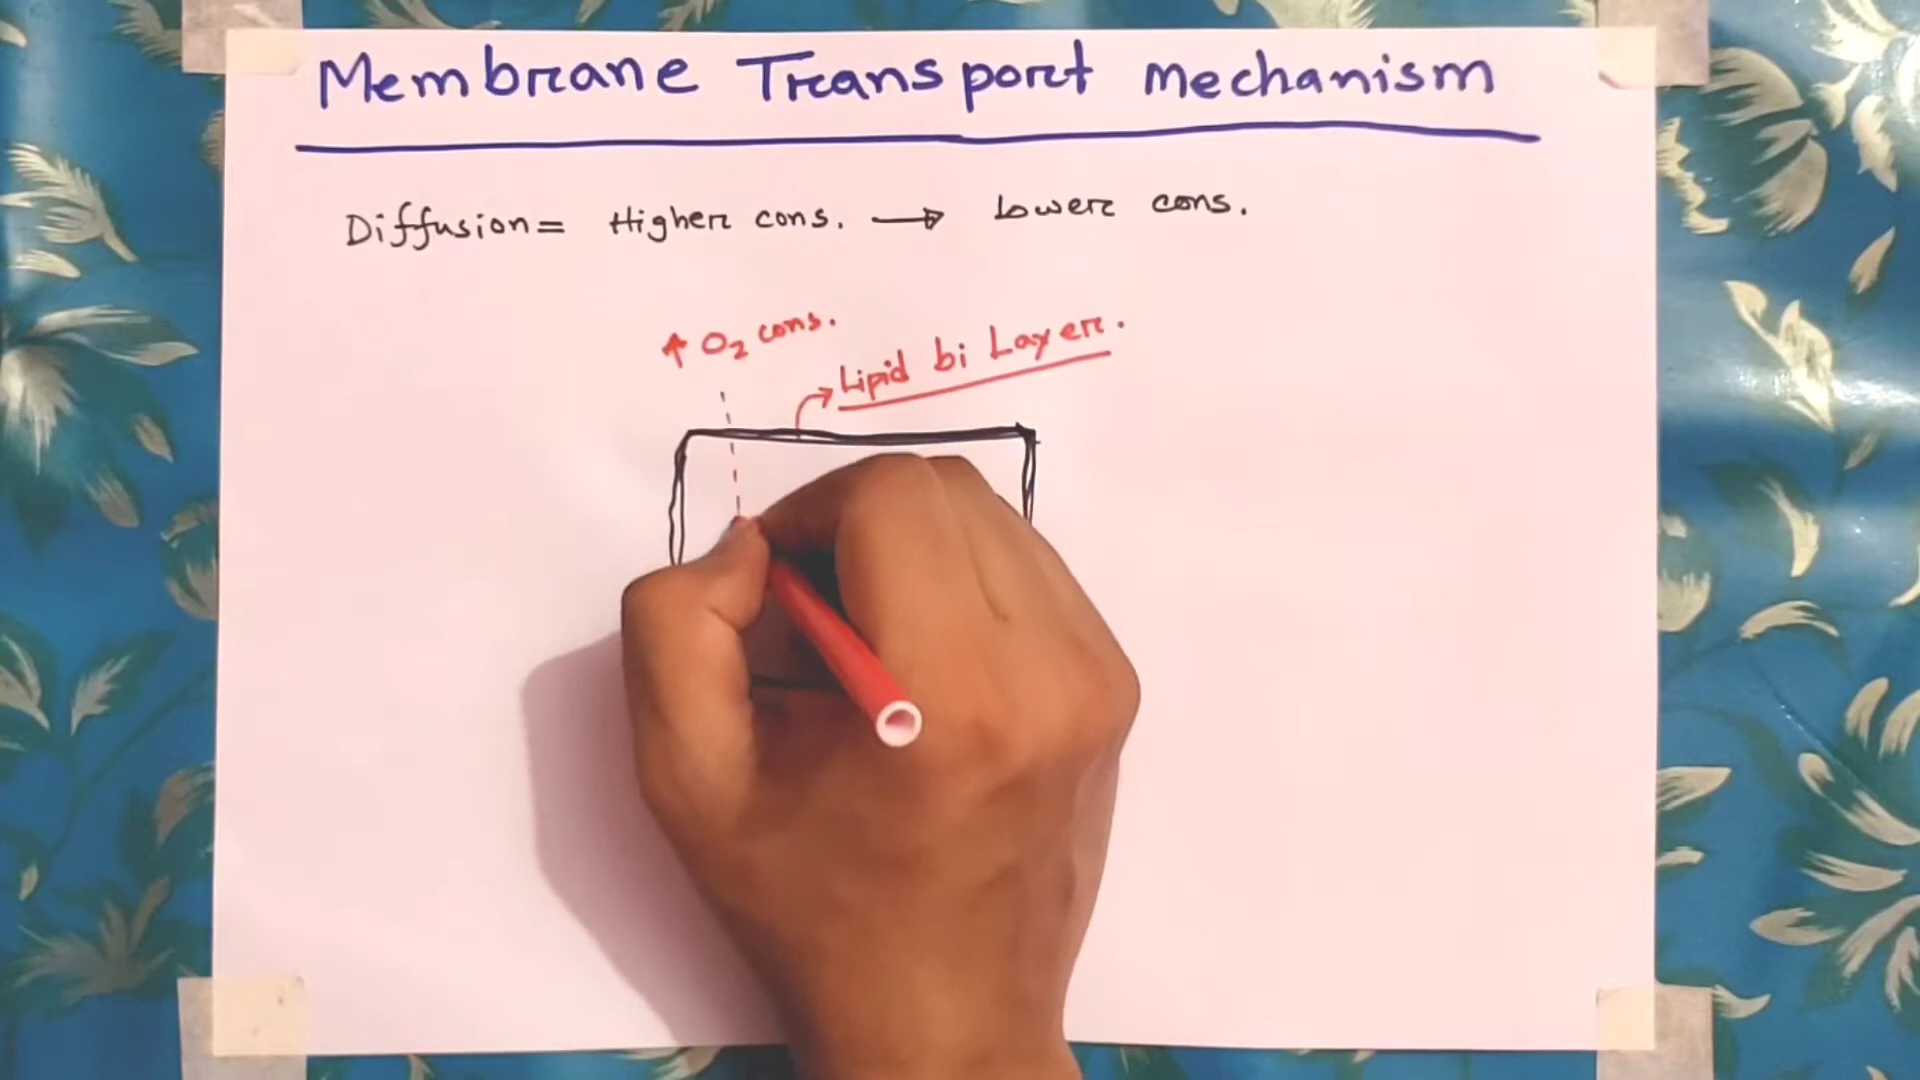 Membrane Transport mechanism
Diffusion = Higher cons. → Lower cons.
↑ O2 cons.
Lipid bi Layer.